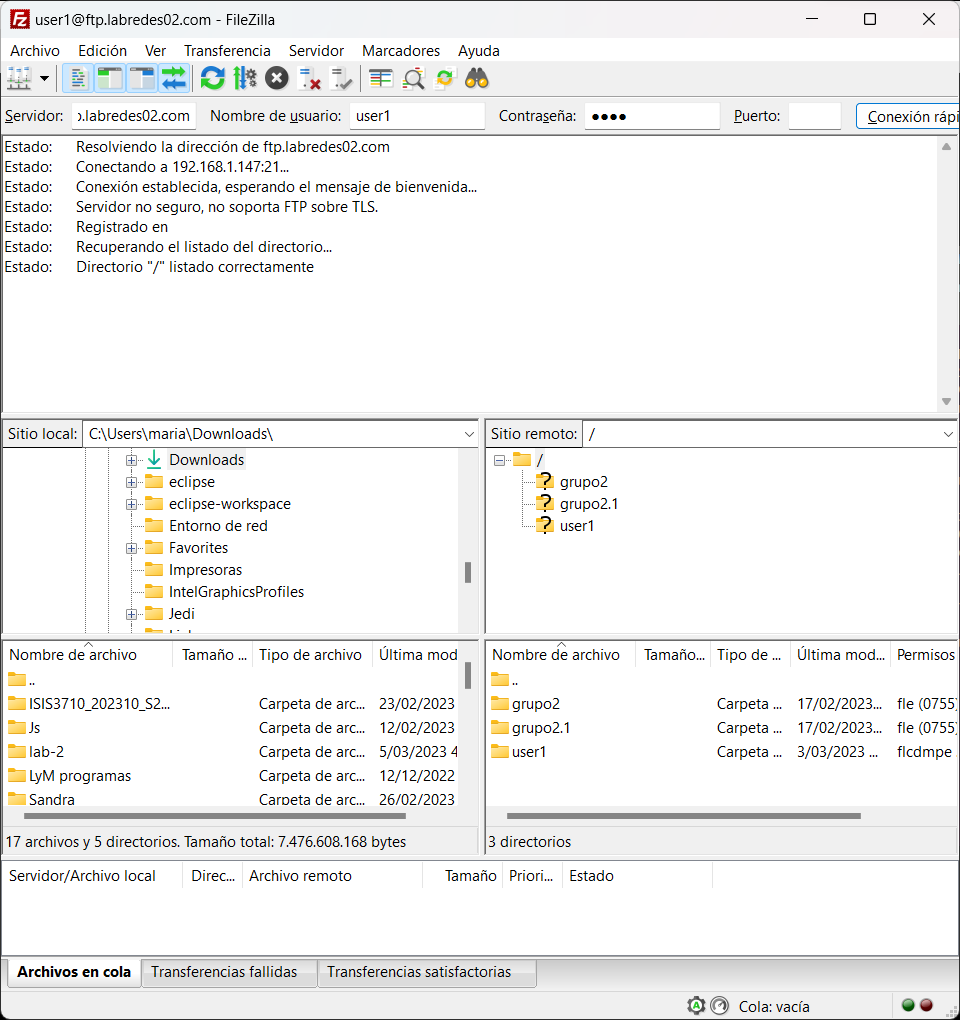 user1@ftp.labredes02.com - FileZilla
Archivo Edición Ver Transferencia Servidor Marcadores Ayuda
Servidor: .labredes02.com Nombre de usuario: user1 Contraseña: ●●●● Puerto: Conexión rápi
Estado: Resolviendo la dirección de ftp.labredes02.com
Estado: Conectando a 192.168.1.147:21...
Estado: Conexión establecida, esperando el mensaje de bienvenida...
Estado: Servidor no seguro, no soporta FTP sobre TLS.
Estado: Registrado en
Estado: Recuperando el listado del directorio...
Estado: Directorio "/" listado correctamente
Sitio local: C:\Users\maria\Downloads\
Downloads
eclipse
eclipse-workspace
Entorno de red
Favorites
Impresoras
IntelGraphicsProfiles
Jedi
Sitio remoto: /
/
grupo2
grupo2.1
user1
Nombre de archivo Tamaño ... Tipo de archivo Última mod
..
ISIS3710_202310_S2... Carpeta de arc... 23/02/2023
Js Carpeta de arc... 12/02/2023
lab-2 Carpeta de arc... 5/03/2023 4
LyM programas Carpeta de arc... 12/12/2022
Sandra Carpeta de arc... 26/02/2023
17 archivos y 5 directorios. Tamaño total: 7.476.608.168 bytes
Nombre de archivo Tamaño... Tipo de ... Última mod... Permisos
..
grupo2 Carpeta ... 17/02/2023... fle (0755)
grupo2.1 Carpeta ... 17/02/2023... fle (0755)
user1 Carpeta ... 3/03/2023 ... flcdmpe
3 directorios
Servidor/Archivo local Direc... Archivo remoto Tamaño Priori... Estado
Archivos en cola Transferencias fallidas Transferencias satisfactorias
Cola: vacía